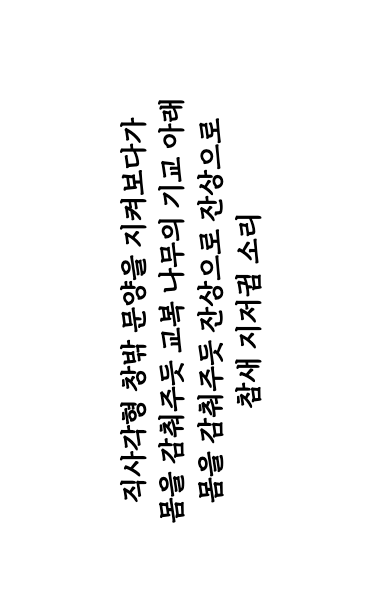 직사각형 창밖 문양을 지켜보다가
몸을 감춰주듯 교복 나무의 기교 아래
몸을 감춰주듯 잔상으로 잔상으로
참새 지저귐 소리